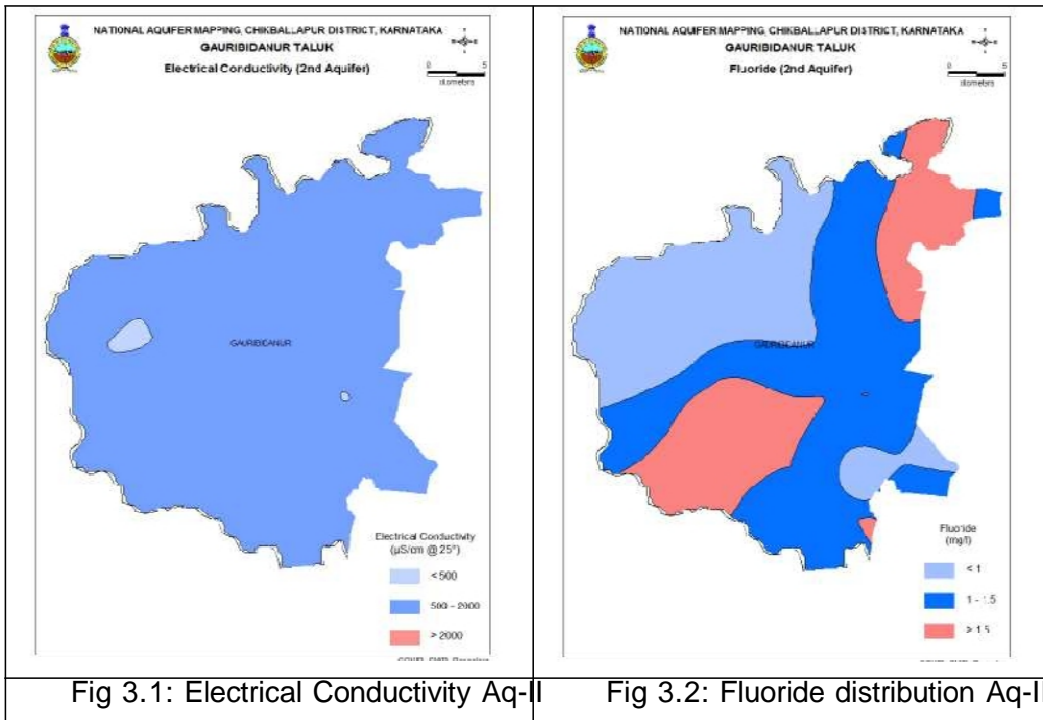 NATIONAL AQUIFER MAPPING, CHIKBALLAPUR DISTRICT, KARNATAKA
GAURIBIDANUR TALUK
Electrical Conductivity (2nd Aquifer)
0 5
kilometers
GAURIBIDANUR
Electrical Conductivity
(µS/cm @ 25°)
< 500
500 - 2000
> 2000
Fig 3.1: Electrical Conductivity Aq-II
NATIONAL AQUIFER MAPPING, CHIKBALLAPUR DISTRICT, KARNATAKA
GAURIBIDANUR TALUK
Fluoride (2nd Aquifer)
0 5
kilometers
GAURIBIDANUR
Fluoride
(mg/l)
< 1
1 - 1.5
> 1.5
Fig 3.2: Fluoride distribution Aq-II